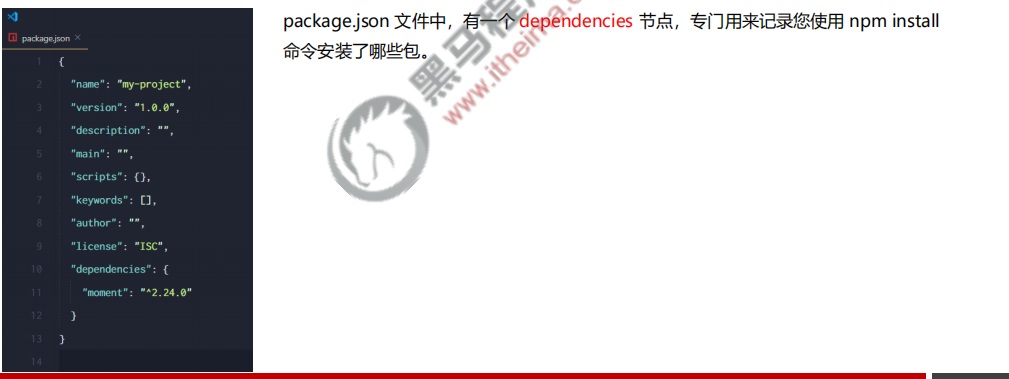 package.json ×
1 {
2 "name": "my-project",
3 "version": "1.0.0",
4 "description": "",
5 "main": "",
6 "scripts": {},
7 "keywords": [],
8 "author": "",
9 "license": "ISC",
10 "dependencies": {
11 "moment": "^2.24.0"
12 }
13 }
14
package.json 文件中，有一个 dependencies 节点，专门用来记录您使用 npm install
命令安装了哪些包。
黑马程
www.itheima.